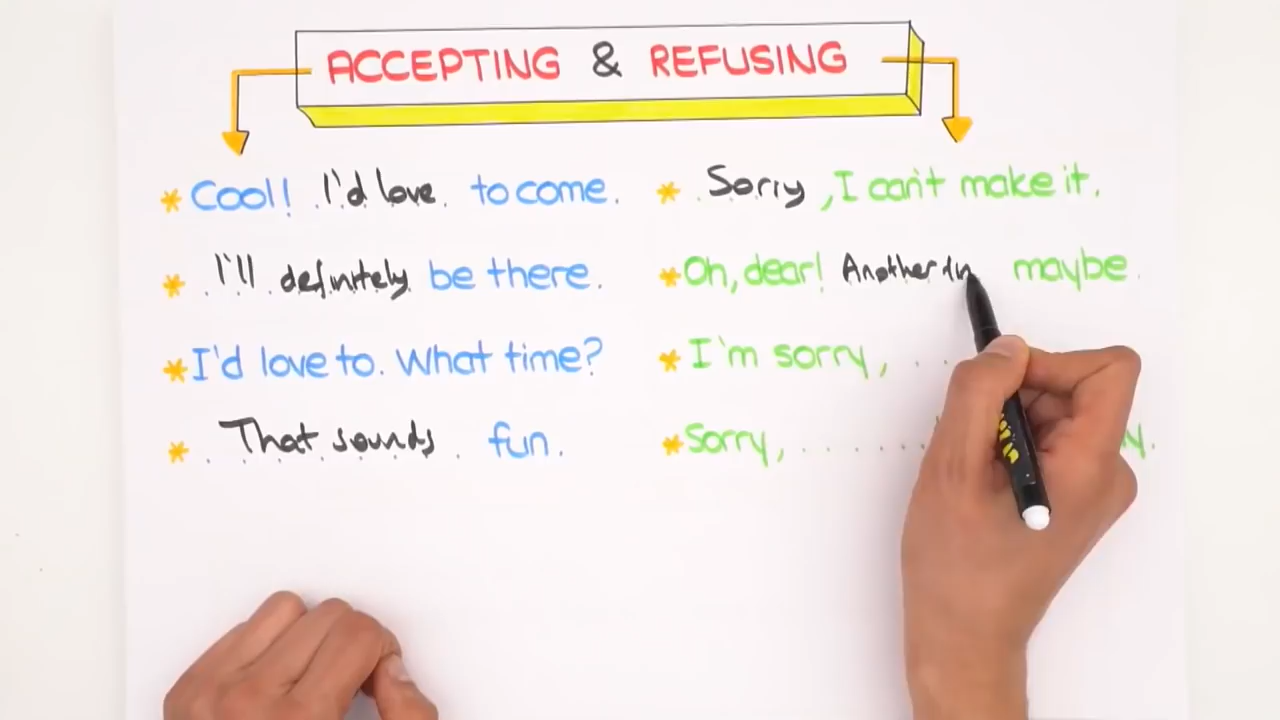 ACCEPTING & REFUSING
* Cool! I'd love to come.
* I'll definitely be there.
* I'd love to. What time?
* That sounds fun.
* Sorry, I can't make it.
* Oh, dear! Another maybe.
* I'm sorry,
* Sorry,